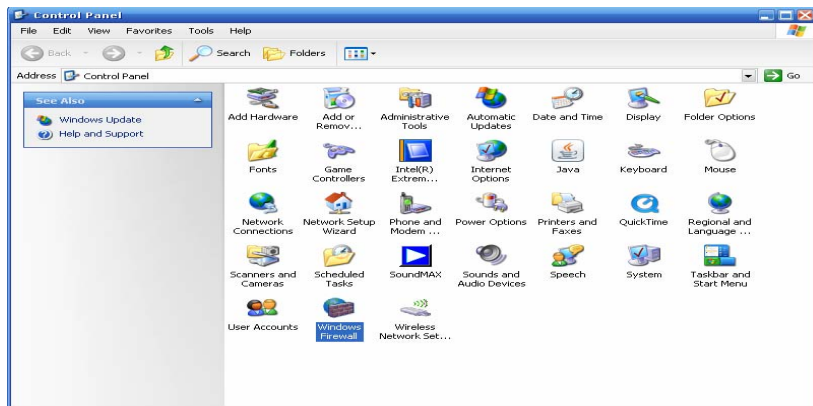 Control Panel
File Edit View Favorites Tools Help
Back Search Folders
Address Control Panel Go
See Also
Windows Update
Help and Support
Add Hardware
Add or Remov...
Administrative Tools
Automatic Updates
Date and Time
Display
Folder Options
Fonts
Game Controllers
Intel(R) Extrem...
Internet Options
Java
Keyboard
Mouse
Network Connections
Network Setup Wizard
Phone and Modem ...
Power Options
Printers and Faxes
QuickTime
Regional and Language ...
Scanners and Cameras
Scheduled Tasks
SoundMAX
Sounds and Audio Devices
Speech
System
Taskbar and Start Menu
User Accounts
Windows Firewall
Wireless Network Set...